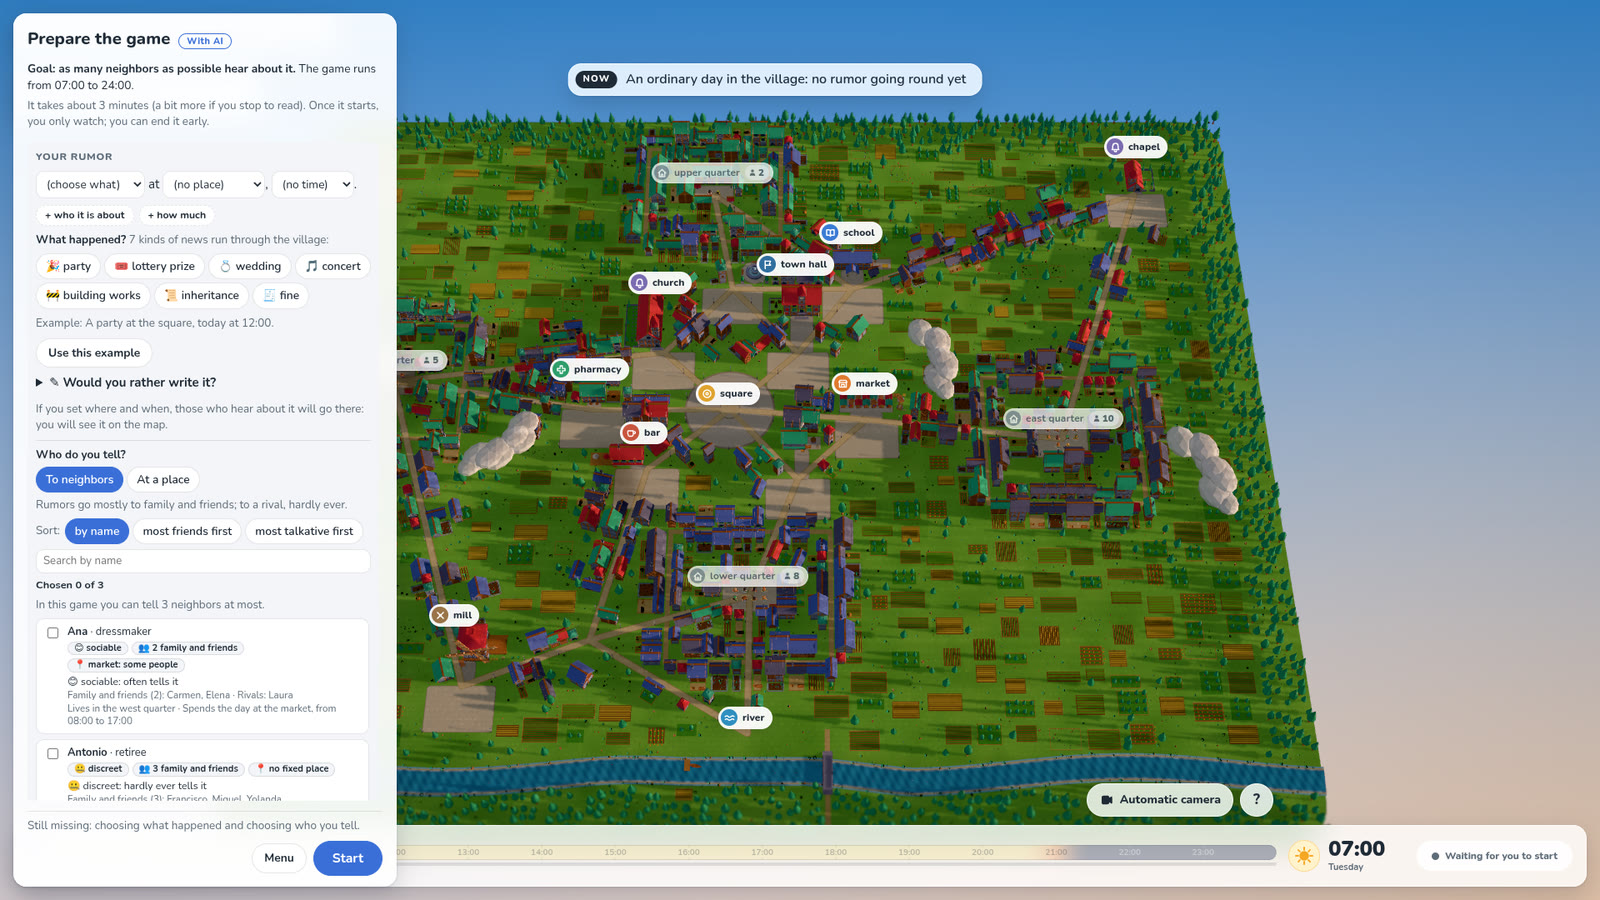 Prepare the game With AI
Goal: as many neighbors as possible hear about it. The game runs
from 07:00 to 24:00.
It takes about 3 minutes (a bit more if you stop to read). Once it starts,
you only watch; you can end it early.
YOUR RUMOR
(choose what) at (no place) , (no time) .
+ who it is about + how much
What happened? 7 kinds of news run through the village:
🎉 party 🎟️ lottery prize 💍 wedding 🎵 concert
🚧 building works 📜 inheritance 🧾 fine
Example: A party at the square, today at 12:00.
Use this example
▶ ✎ Would you rather write it?
If you set where and when, those who hear about it will go there:
you will see it on the map.
Who do you tell?
To neighbors At a place
Rumors go mostly to family and friends; to a rival, hardly ever.
Sort: by name most friends first most talkative first
Search by name
Chosen 0 of 3
In this game you can tell 3 neighbors at most.
Ana · dressmaker
😊 sociable 👥 2 family and friends
📍 market: some people
😊 sociable: often tells it
Family and friends (2): Carmen, Elena · Rivals: Laura
Lives in the west quarter · Spends the day at the market, from
08:00 to 17:00
Antonio · retiree
🤐 discreet 👥 3 family and friends 📍 no fixed place
🤐 discreet: hardly ever tells it
Family and friends (3): Francisco, Miguel, Yolanda
Still missing: choosing what happened and choosing who you tell.
Menu Start
NOW An ordinary day in the village: no rumor going round yet
chapel
upper quarter 2
school
town hall
church
5
pharmacy
market
square
east quarter 10
bar
lower quarter 8
mill
river
Automatic camera ?
13:00 14:00 15:00 16:00 17:00 18:00 19:00 20:00 21:00 22:00 23:00
07:00
Tuesday
Waiting for you to start